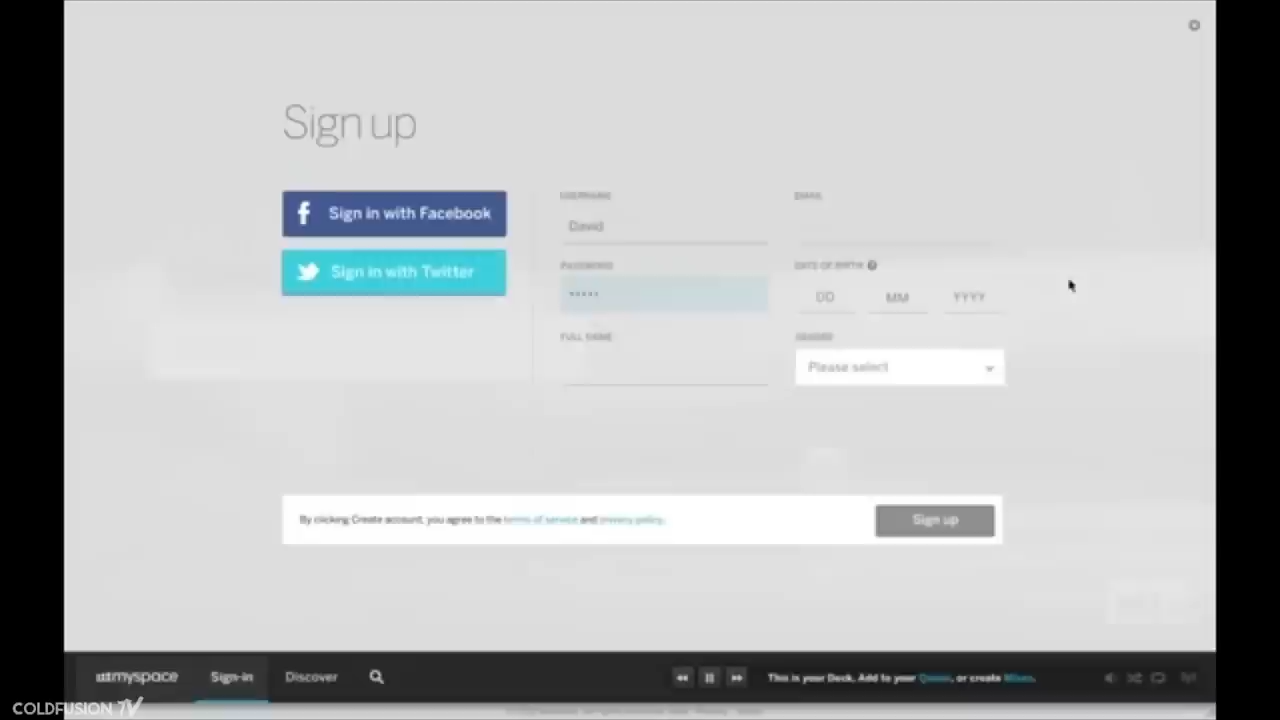 Sign up
Sign in with Facebook
Sign in with Twitter
USERNAME
David
PASSWORD
•••••
FULL NAME
EMAIL
DATE OF BIRTH
DD MM YYYY
GENDER
Please select
By clicking Create account, you agree to the terms of service and privacy policy.
Sign up
myspace
Sign-in
Discover
This is your Deck. Add to your Queue, or create Mixes.
COLDFUSION TV